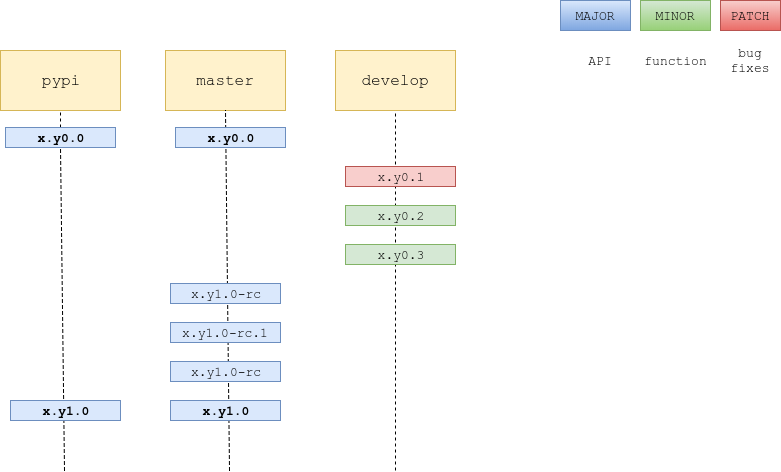 MAJOR MINOR PATCH
API function bug
fixes
pypi master develop
x.y0.0 x.y0.0
x.y0.1
x.y0.2
x.y0.3
x.y1.0-rc
x.y1.0-rc.1
x.y1.0-rc
x.y1.0 x.y1.0